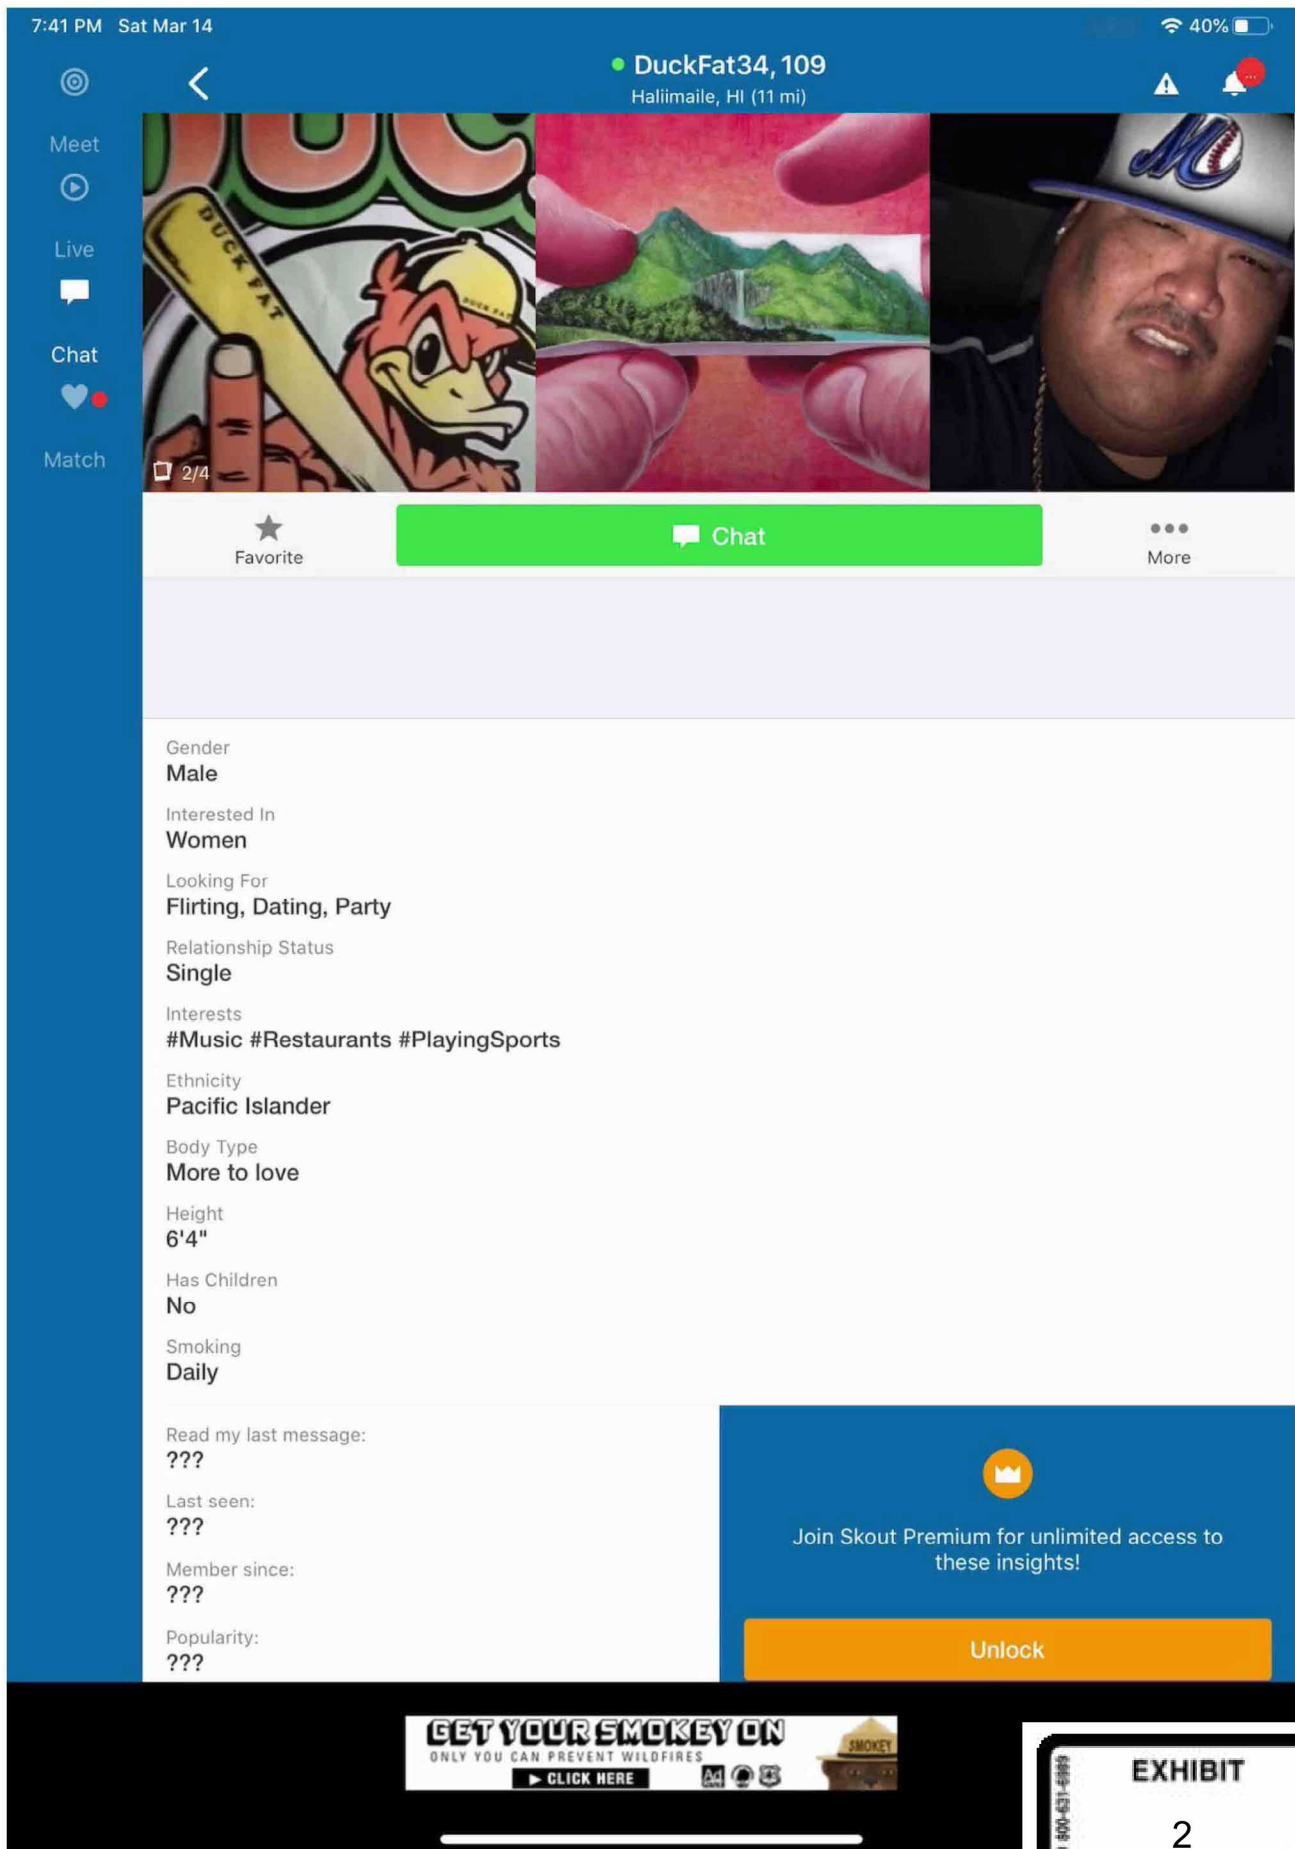 7:41 PM Sat Mar 14
40%
DuckFat34, 109
Haliimaile, HI (11 mi)
Meet
Live
Chat
Match
DUCK FAT
DUCK FAT
2/4
Favorite
Chat
More
Gender
Male
Interested In
Women
Looking For
Flirting, Dating, Party
Relationship Status
Single
Interests
#Music #Restaurants #PlayingSports
Ethnicity
Pacific Islander
Body Type
More to love
Height
6'4"
Has Children
No
Smoking
Daily
Read my last message:
???
Last seen:
???
Member since:
???
Popularity:
???
Join Skout Premium for unlimited access to
these insights!
Unlock
GET YOUR SMOKEY ON
ONLY YOU CAN PREVENT WILDFIRES
CLICK HERE
Ad
SMOKEY
EXHIBIT
2